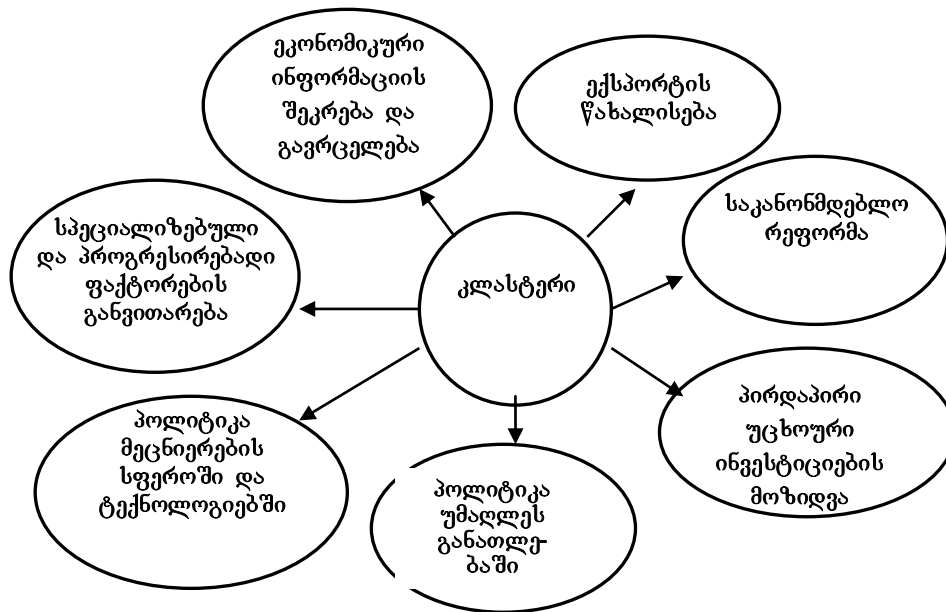 ეკონომიკური
ინფორმაციის
შეკრება და
გავრცელება
ექსპორტის
წახალისება
საკანონმდებლო
რეფორმა
სპეციალიზებული
და პროგრესირებადი
ფაქტორების
განვითარება
კლასტერი
პირდაპირი
უცხოური
ინვესტიციების
მოზიდვა
პოლიტიკა
მეცნიერების
სფეროში და
ტექნოლოგიებში
პოლიტიკა
უმაღლეს
განათლე-
ბაში